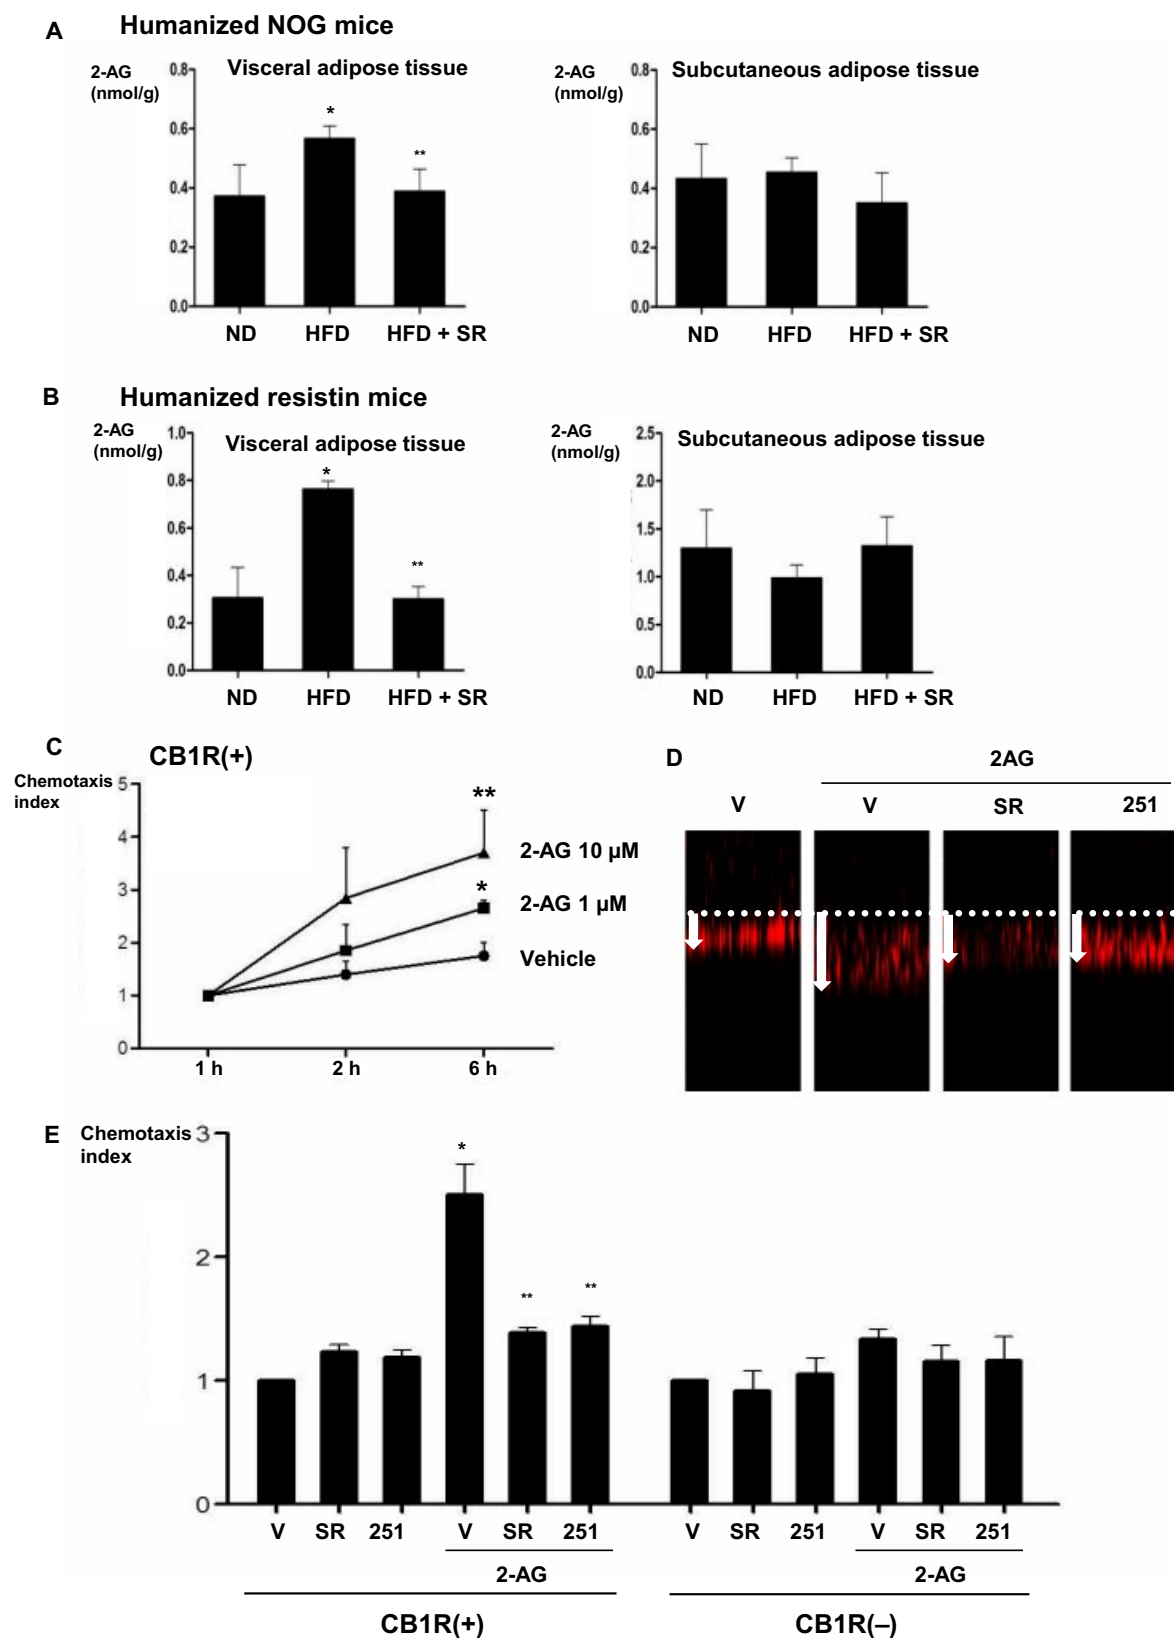 A Humanized NOG mice
2-AG
(nmol/g)
Visceral adipose tissue
0.8
0.6
0.4
0.2
0.0
*
**
ND HFD HFD + SR
2-AG
(nmol/g)
Subcutaneous adipose tissue
0.8
0.6
0.4
0.2
0.0
ND HFD HFD + SR
B Humanized resistin mice
2-AG
(nmol/g)
Visceral adipose tissue
1.0
0.8
0.6
0.4
0.2
0.0
*
**
ND HFD HFD + SR
2-AG
(nmol/g)
Subcutaneous adipose tissue
2.5
2.0
1.5
1.0
0.5
0.0
ND HFD HFD + SR
C CB1R(+)
Chemotaxis
index
5
4
3
2
1
0
**
2-AG 10 µM
*
2-AG 1 µM
Vehicle
1 h 2 h 6 h
D 2AG
V V SR 251
E Chemotaxis
index
3
2
1
0
*
**
**
V SR 251 V SR 251 V SR 251 V SR 251
2-AG 2-AG
CB1R(+) CB1R(–)